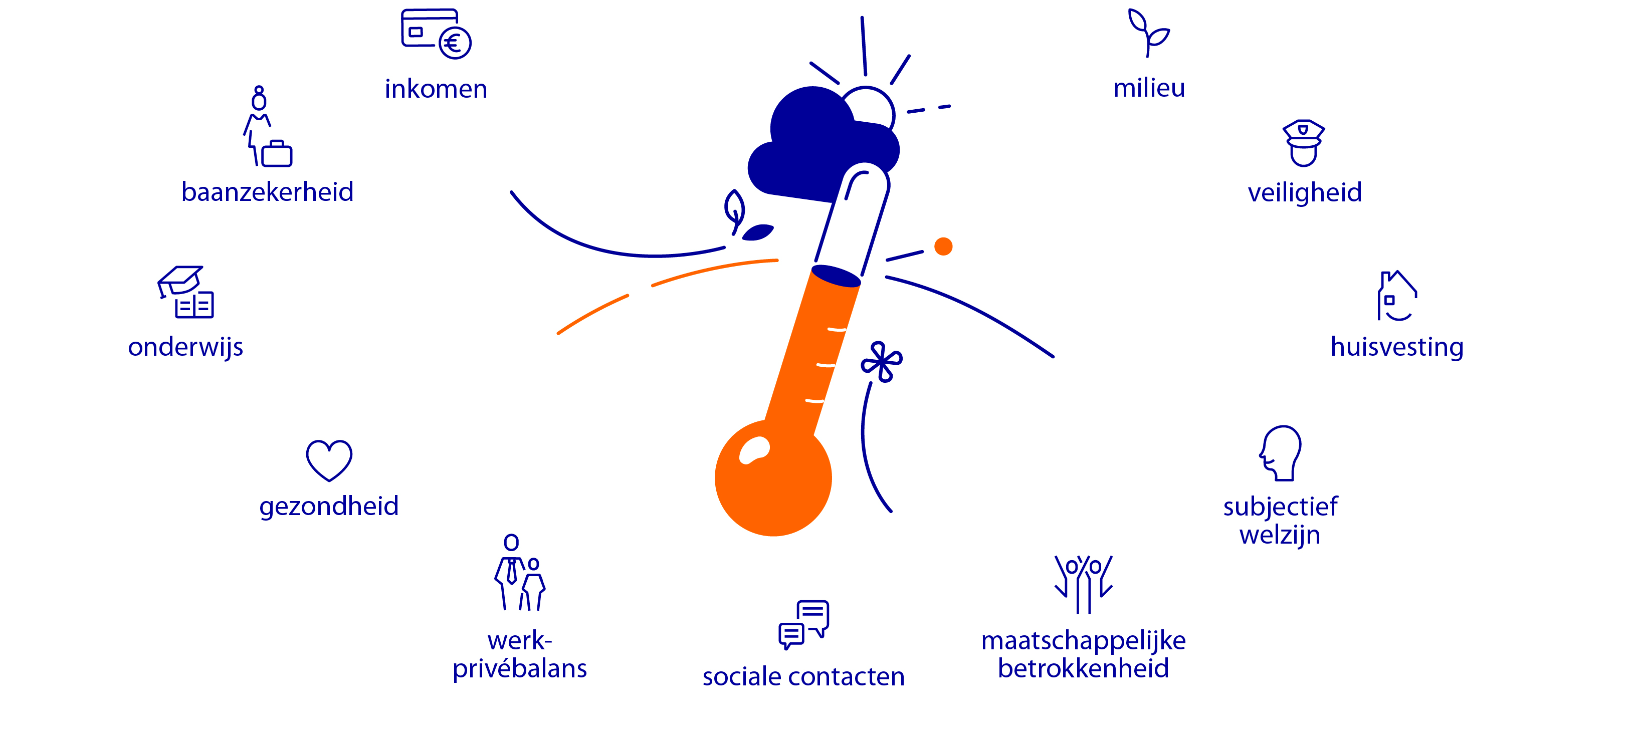 inkomen
milieu
baanzekerheid
veiligheid
onderwijs
huisvesting
gezondheid
subjectief
welzijn
werk-
privébalans
sociale contacten
maatschappelijke
betrokkenheid